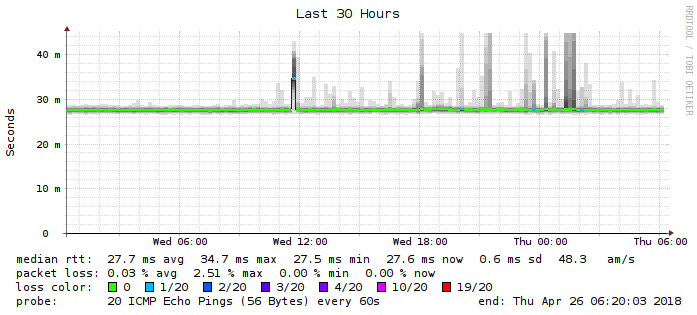 Last 30 Hours
RRDTOOL / TOBI OETIKER
Seconds
40 m
30 m
20 m
10 m
0
Wed 06:00 Wed 12:00 Wed 18:00 Thu 00:00 Thu 06:00
median rtt: 27.7 ms avg 34.7 ms max 27.5 ms min 27.6 ms now 0.6 ms sd 48.3 am/s
packet loss: 0.03 % avg 2.51 % max 0.00 % min 0.00 % now
loss color: 0 1/20 2/20 3/20 4/20 10/20 19/20
probe: 20 ICMP Echo Pings (56 Bytes) every 60s end: Thu Apr 26 06:20:03 2018